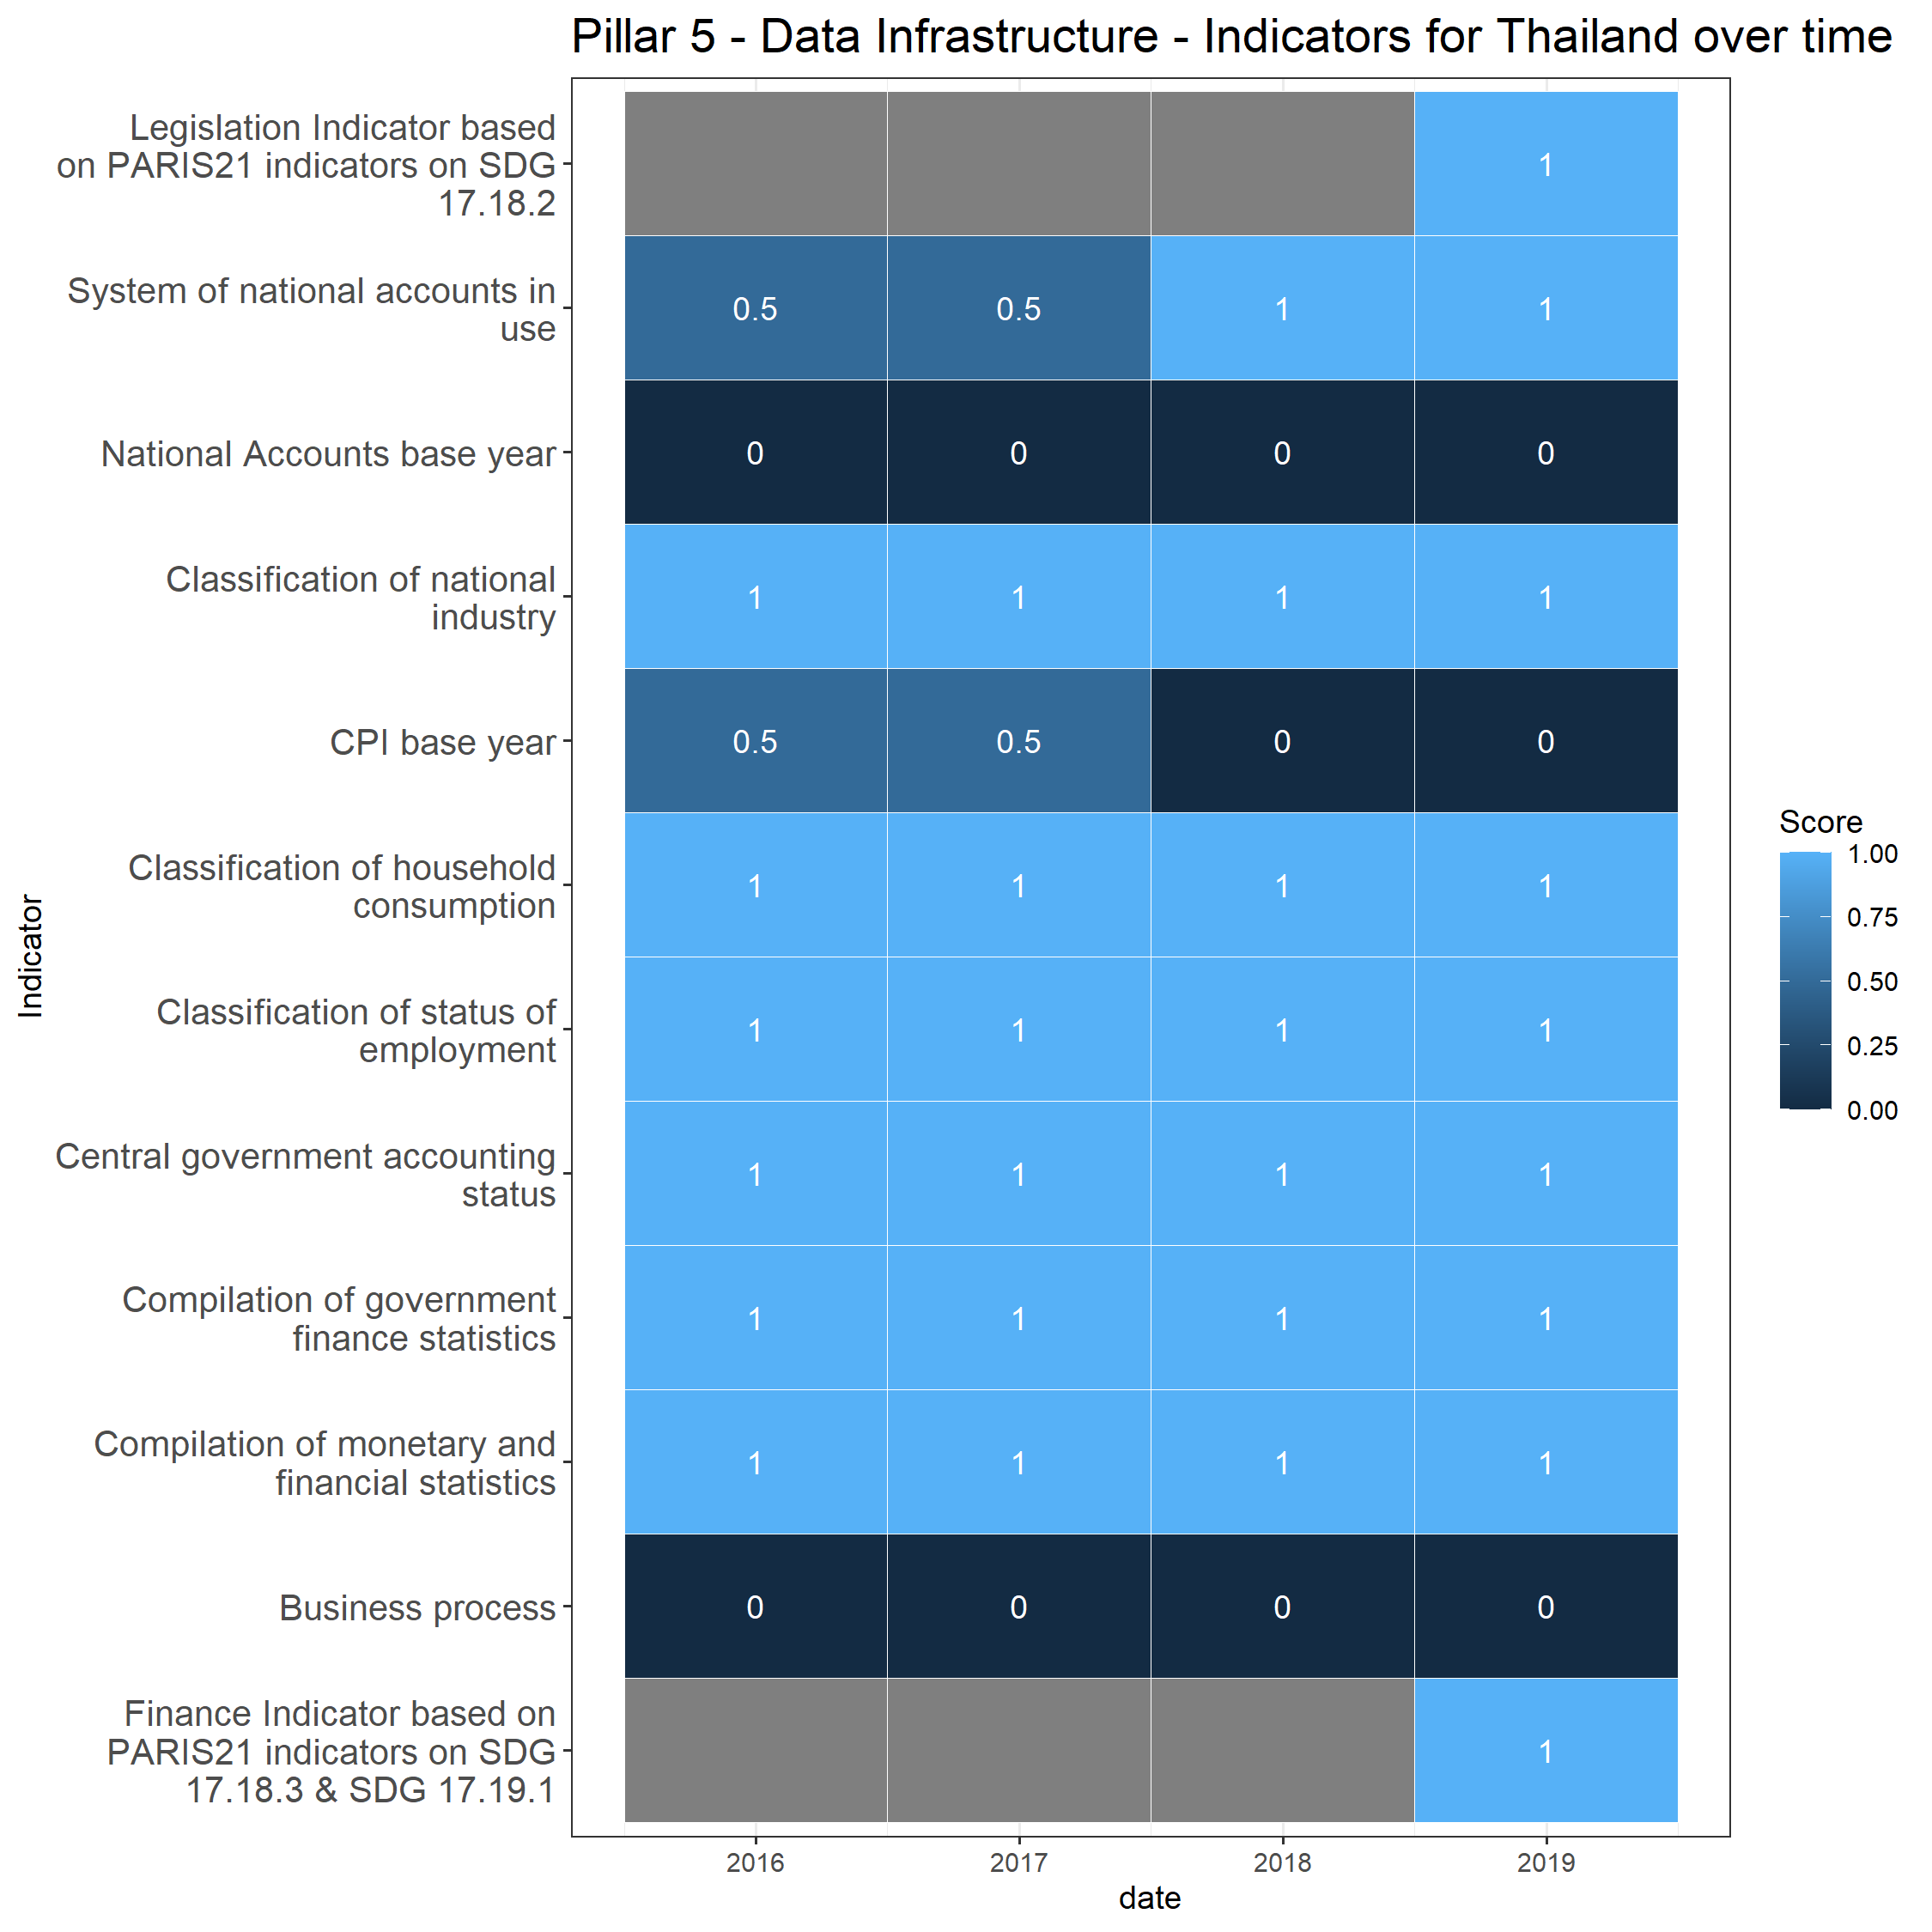 Pillar 5 - Data Infrastructure - Indicators for Thailand over time
Legislation Indicator based
on PARIS21 indicators on SDG
17.18.2
1
System of national accounts in
use
0.5 0.5 1 1
National Accounts base year
0 0 0 0
Classification of national
industry
1 1 1 1
CPI base year
0.5 0.5 0 0
Classification of household
consumption
1 1 1 1
Classification of status of
employment
1 1 1 1
Central government accounting
status
1 1 1 1
Compilation of government
finance statistics
1 1 1 1
Compilation of monetary and
financial statistics
1 1 1 1
Business process
0 0 0 0
Finance Indicator based on
PARIS21 indicators on SDG
17.18.3 & SDG 17.19.1
1
Indicator
2016 2017 2018 2019
date
Score
1.00
0.75
0.50
0.25
0.00